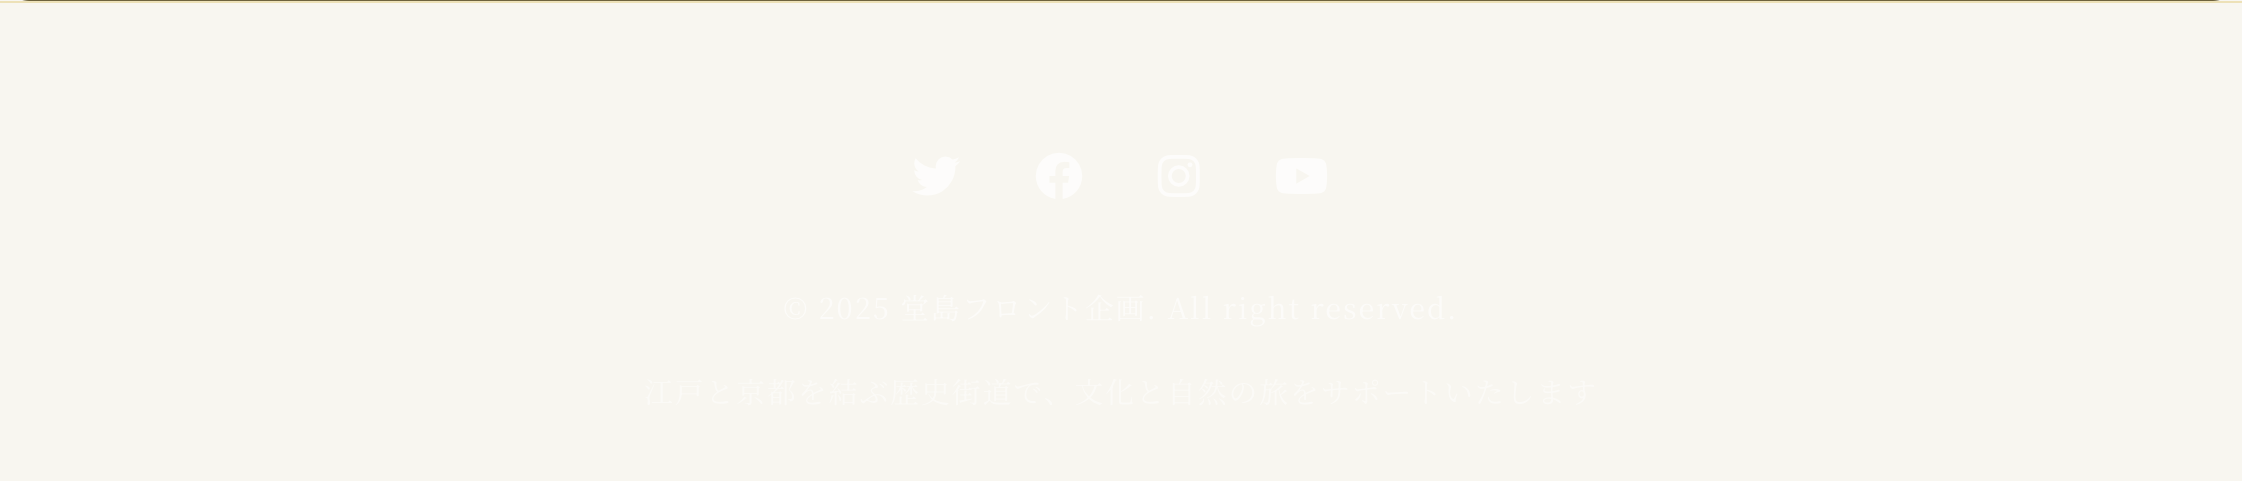 © 2025 堂島フロント企画. All right reserved.
江戸と京都を結ぶ歴史街道で、文化と自然の旅をサポートいたします